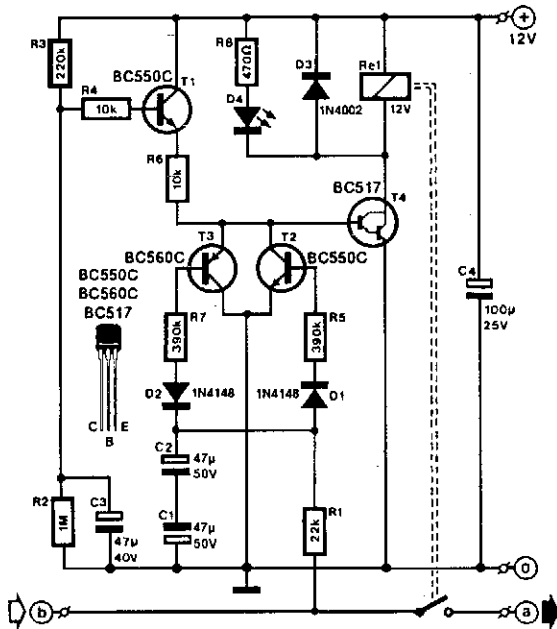 +
12V
R3
220k
R8
470Ω
D3
1N4002
Re1
12V
BC550C
T1
R4
10k
D4
R6
10k
BC517
T4
T3
BC560C
T2
BC550C
C4
100µ
25V
BC550C
BC560C
BC517
R7
390k
R5
390k
D2
1N4148
1N4148
D1
C B E
C2
47µ
50V
C1
47µ
50V
R2
1M
C3
47µ
40V
R1
22k
0
b
a